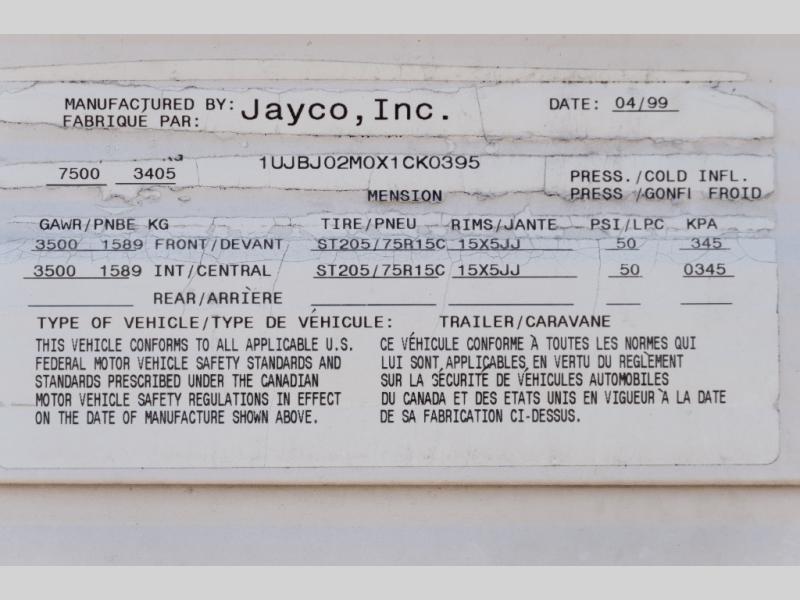 MANUFACTURED BY: Jayco, Inc. DATE: 04/99
FABRIQUE PAR:
7500 3405 1UJBJ02M0X1CK0395 PRESS./COLD INFL.
MENSION PRESS /GONFI FROID
GAWR/PNBE KG TIRE/PNEU RIMS/JANTE PSI/LPC KPA
3500 1589 FRONT/DEVANT ST205/75R15C 15X5JJ 50 345
3500 1589 INT/CENTRAL ST205/75R15C 15X5JJ 50 0345
REAR/ARRIÈRE
TYPE OF VEHICLE/TYPE DE VÉHICULE: TRAILER/CARAVANE
THIS VEHICLE CONFORMS TO ALL APPLICABLE U.S.
FEDERAL MOTOR VEHICLE SAFETY STANDARDS AND
STANDARDS PRESCRIBED UNDER THE CANADIAN
MOTOR VEHICLE SAFETY REGULATIONS IN EFFECT
ON THE DATE OF MANUFACTURE SHOWN ABOVE.
CE VÉHICULE CONFORME À TOUTES LES NORMES QUI
LUI SONT APPLICABLES EN VERTU DU REGLEMENT
SUR LA SÉCURITÉ DE VÉHICULES AUTOMOBILES
DU CANADA ET DES ETATS UNIS EN VIGUEUR À LA DATE
DE SA FABRICATION CI-DESSUS.